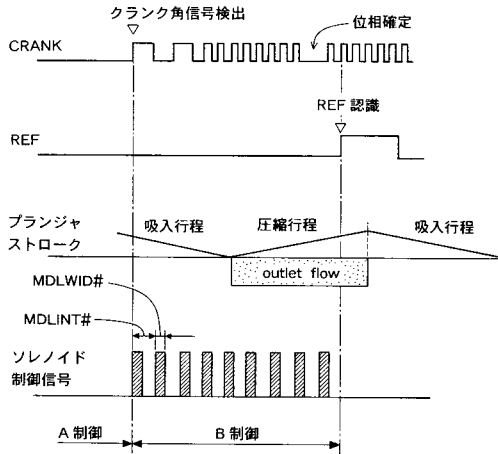 クランク角信号検出
位相確定
CRANK
REF 認識
REF
プランジャ
ストローク
吸入行程
圧縮行程
吸入行程
outlet flow
MDLWID#
MDLINT#
ソレノイド
制御信号
A 制御
B 制御